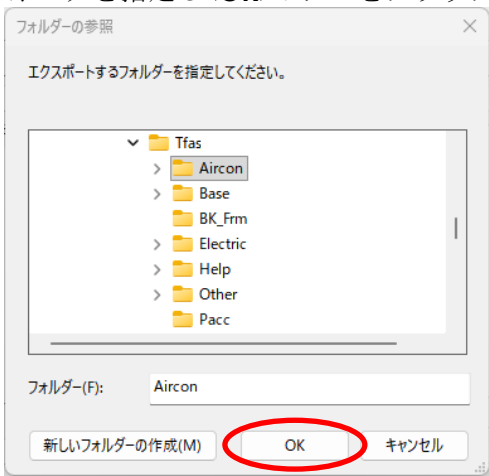 フォルダーの参照
エクスポートするフォルダーを指定してください。
Tfas
Aircon
Base
BK_Frm
Electric
Help
Other
Pacc
フォルダー(F): Aircon
新しいフォルダーの作成(M) OK キャンセル